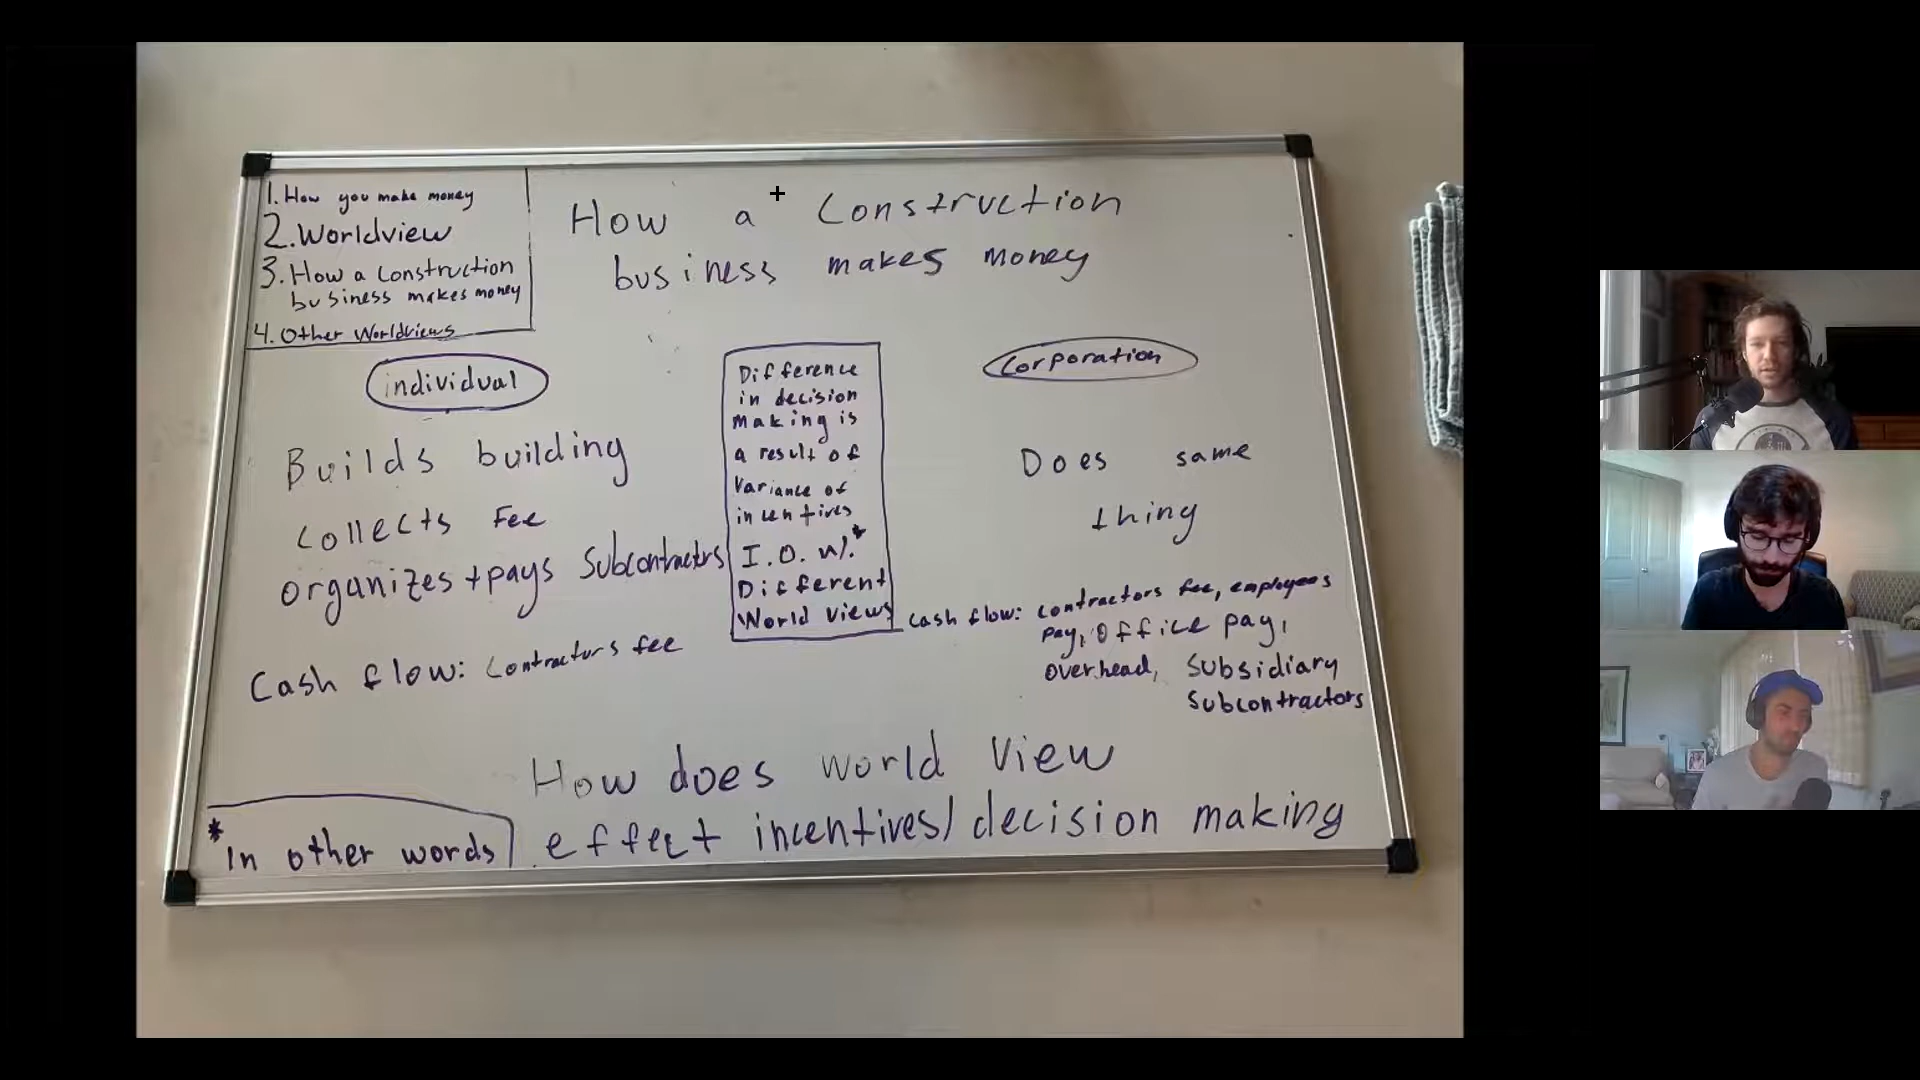 1. How you make money
2. Worldview
3. How a construction
business makes money
4. Other Worldviews
How a Construction
business makes money
individual
Builds building
collects Fee
organizes + pays Subcontractors
Cash flow: Contractors fee
Difference
in decision
making is
a result of
Variance of
incentives
I.O.W.*
Different
World Views
Corporation
Does same
thing
cash flow: contractors fee, employees
pay, office pay,
overhead, subsidiary
subcontractors
How does world view
effect incentives/decision making
* In other words